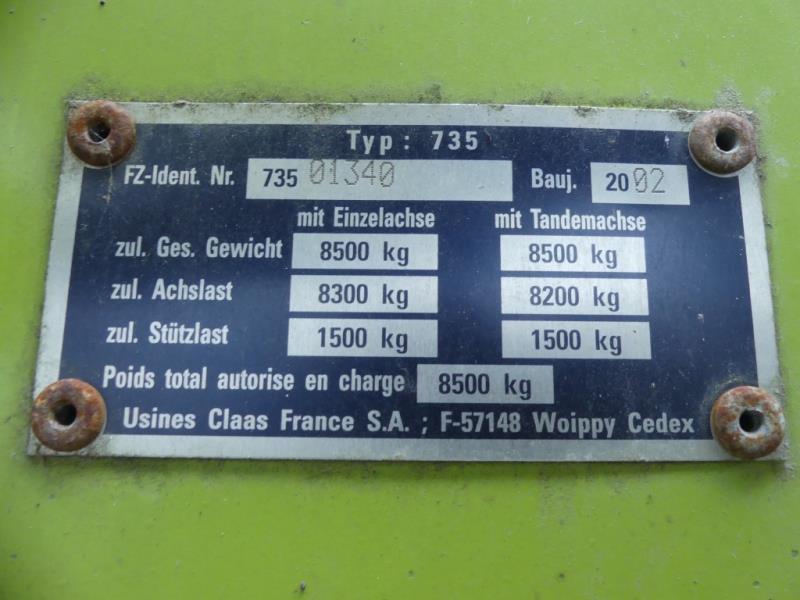 Typ: 735
FZ-Ident. Nr. 735 01340 Bauj. 2002
mit Einzelachse mit Tandemachse
zul. Ges. Gewicht 8500 kg 8500 kg
zul. Achslast 8300 kg 8200 kg
zul. Stützlast 1500 kg 1500 kg
Poids total autorise en charge 8500 kg
Usines Claas France S.A. ; F-57148 Woippy Cedex